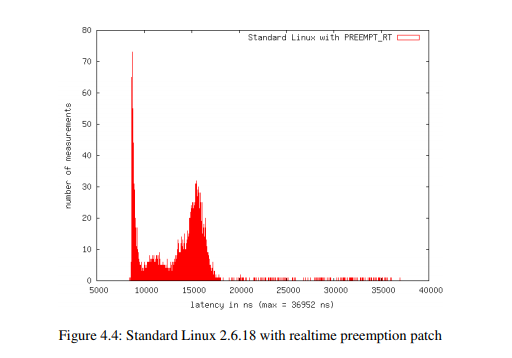 80
Standard Linux with PREEMPT_RT
70
60
50
40
30
20
10
0
number of measurements
5000 10000 15000 20000 25000 30000 35000 40000
latency in ns (max = 36952 ns)
Figure 4.4: Standard Linux 2.6.18 with realtime preemption patch